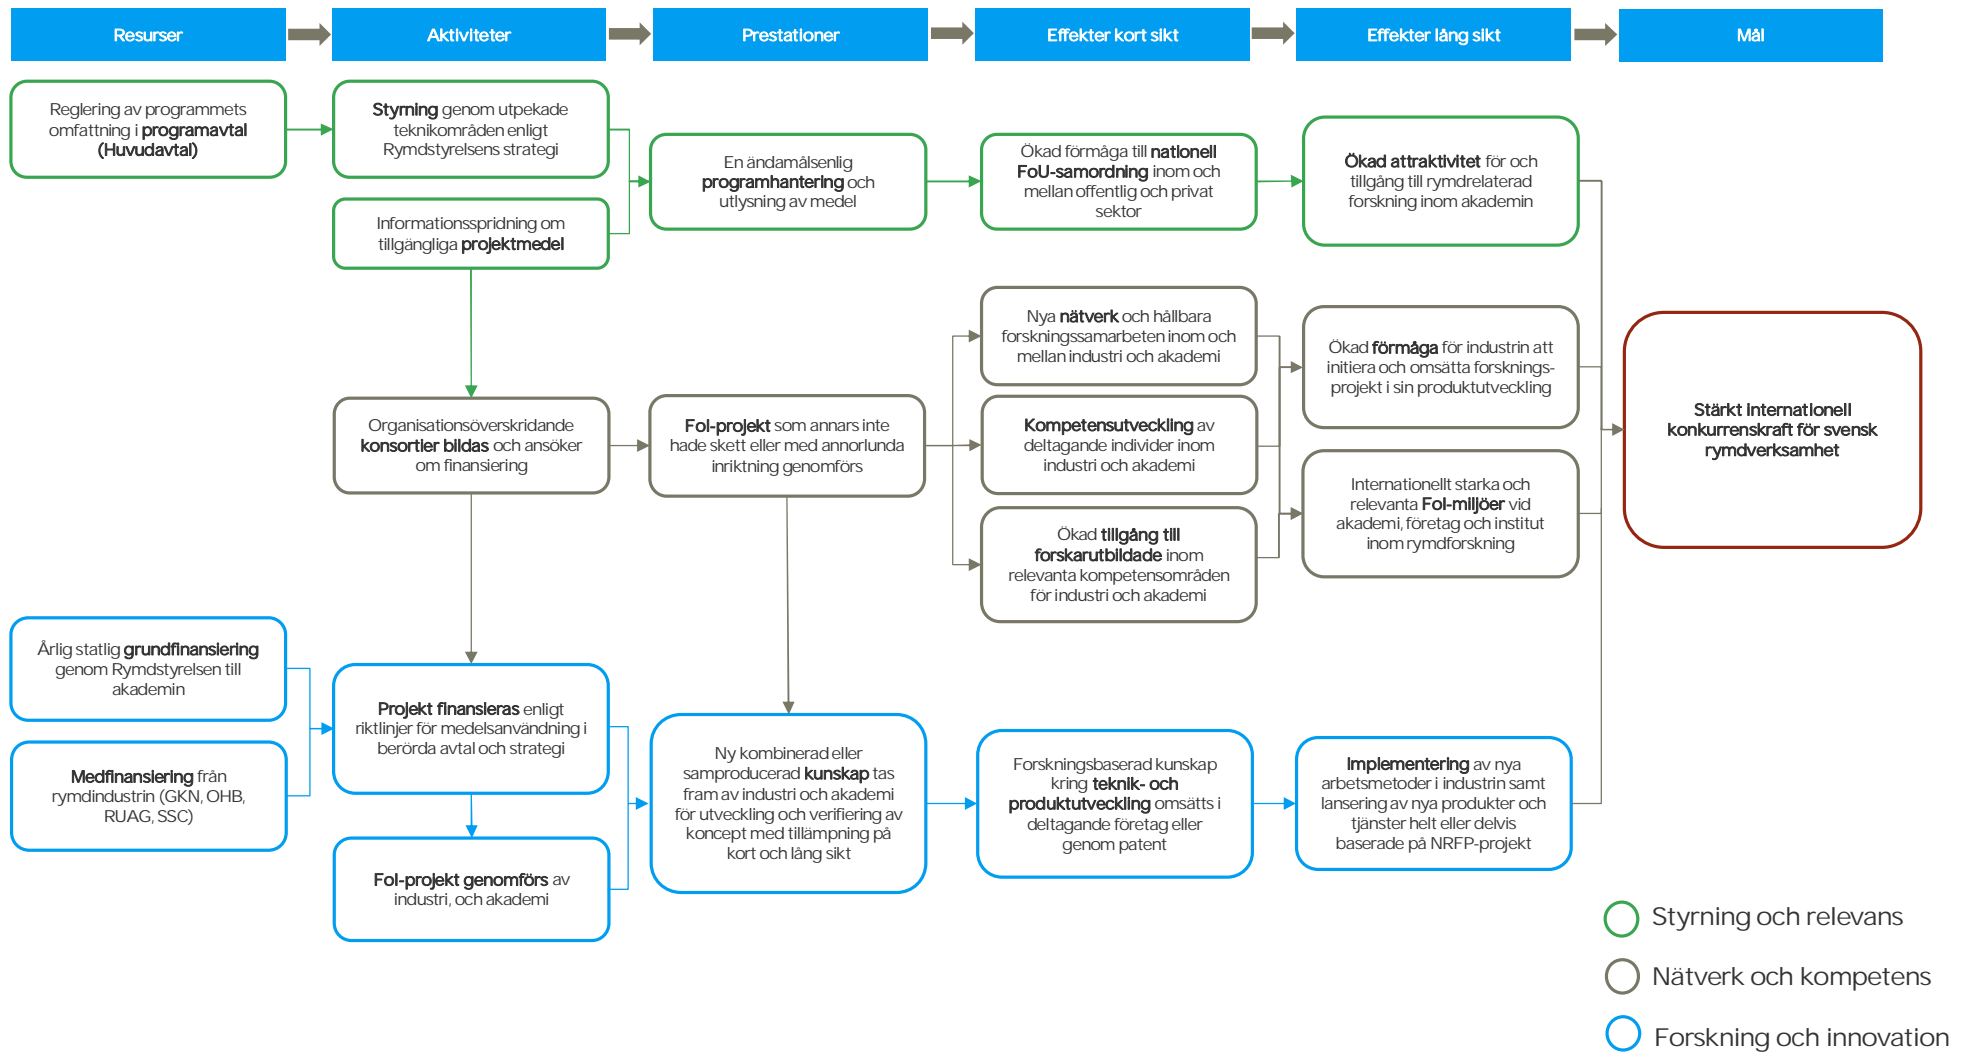 Resurser
Aktiviteter
Prestationer
Effekter kort sikt
Effekter lång sikt
Mål
Reglering av programmets
omfattning i programavtal
(Huvudavtal)
Styrning genom utpekade
teknikområden enligt
Rymdstyrelsens strategi
Informationsspridning om
tillgängliga projektmedel
En ändamålsenlig
programhantering och
utlysning av medel
Ökad förmåga till nationell
FoU-samordning inom och
mellan offentlig och privat
sektor
Ökad attraktivitet för och
tillgång till rymdrelaterad
forskning inom akademin
Nya nätverk och hållbara
forskningssamarbeten inom och
mellan industri och akademi
Ökad förmåga för industrin att
initiera och omsätta forsknings-
projekt i sin produktutveckling
Organisationsöverskridande
konsortier bildas och ansöker
om finansiering
FoI-projekt som annars inte
hade skett eller med annorlunda
inriktning genomförs
Kompetensutveckling av
deltagande individer inom
industri och akademi
Stärkt internationell
konkurrenskraft för svensk
rymdverksamhet
Internationellt starka och
relevanta FoI-miljöer vid
akademi, företag och institut
inom rymdforskning
Ökad tillgång till
forskarutbildade inom
relevanta kompetensområden
för industri och akademi
Årlig statlig grundfinansiering
genom Rymdstyrelsen till
akademin
Medfinansiering från
rymdindustrin (GKN, OHB,
RUAG, SSC)
Projekt finansieras enligt
riktlinjer för medelsanvändning i
berörda avtal och strategi
FoI-projekt genomförs av
industri, och akademi
Ny kombinerad eller
samproducerad kunskap tas
fram av industri och akademi
för utveckling och verifiering av
koncept med tillämpning på
kort och lång sikt
Forskningsbaserad kunskap
kring teknik- och
produktutveckling omsätts i
deltagande företag eller
genom patent
Implementering av nya
arbetsmetoder i industrin samt
lansering av nya produkter och
tjänster helt eller delvis
baserade på NRFP-projekt
Styrning och relevans
Nätverk och kompetens
Forskning och innovation